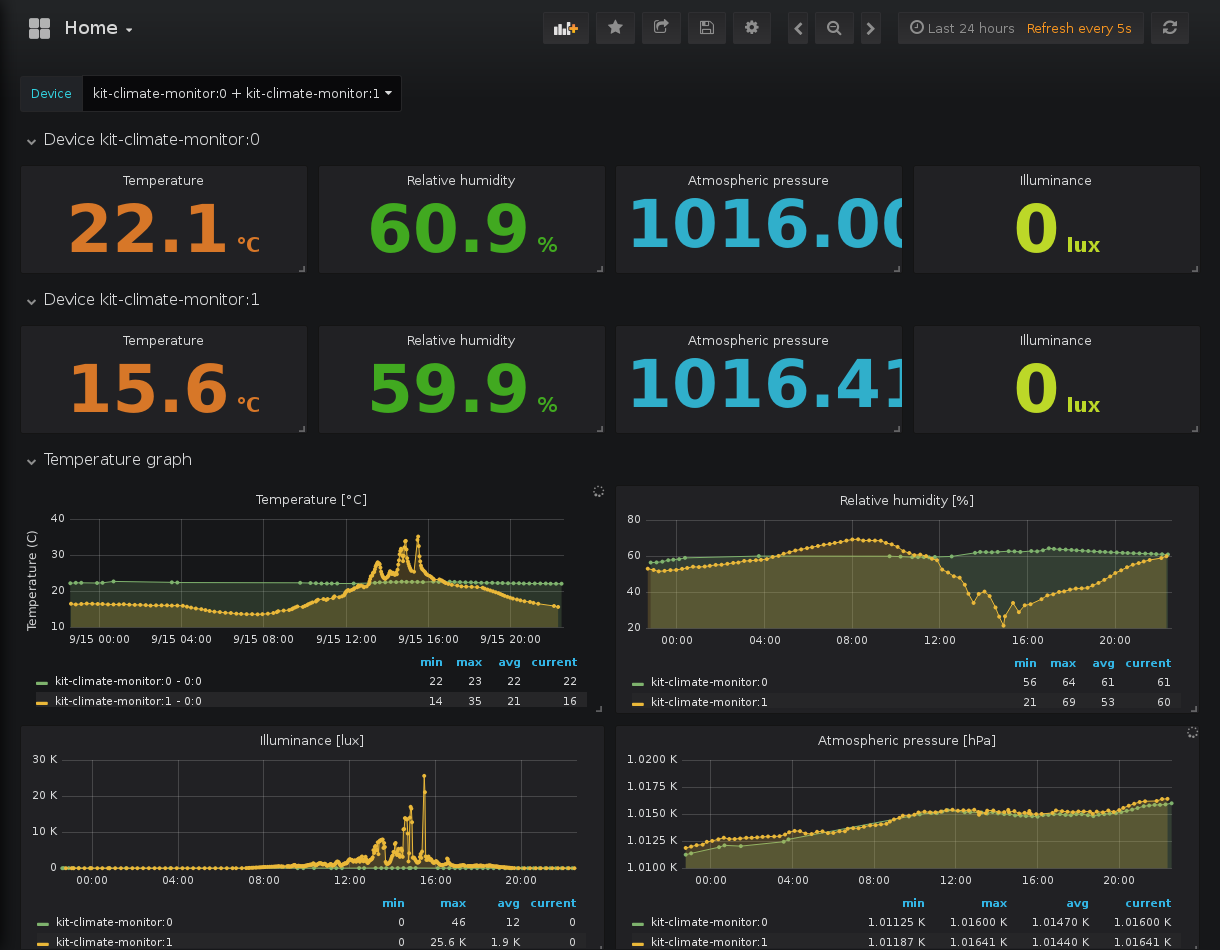 Home
Last 24 hours Refresh every 5s
Device kit-climate-monitor:0 + kit-climate-monitor:1
Device kit-climate-monitor:0
Temperature Relative humidity Atmospheric pressure Illuminance
22.1 °C 60.9 % 1016.00 0 lux
Device kit-climate-monitor:1
Temperature Relative humidity Atmospheric pressure Illuminance
15.6 °C 59.9 % 1016.41 0 lux
Temperature graph
Temperature [°C]
Temperature (C)
40
30
20
10
9/15 00:00 9/15 04:00 9/15 08:00 9/15 12:00 9/15 16:00 9/15 20:00
min max avg current
kit-climate-monitor:0 - 0:0 22 23 22 22
kit-climate-monitor:1 - 0:0 14 35 21 16
Relative humidity [%]
80
60
40
20
00:00 04:00 08:00 12:00 16:00 20:00
min max avg current
kit-climate-monitor:0 56 64 61 61
kit-climate-monitor:1 21 69 53 60
Illuminance [lux]
30 K
20 K
10 K
0
00:00 04:00 08:00 12:00 16:00 20:00
min max avg current
kit-climate-monitor:0 0 46 12 0
kit-climate-monitor:1 0 25.6 K 1.9 K 0
Atmospheric pressure [hPa]
1.0200 K
1.0175 K
1.0150 K
1.0125 K
1.0100 K
00:00 04:00 08:00 12:00 16:00 20:00
min max avg current
kit-climate-monitor:0 1.01125 K 1.01600 K 1.01470 K 1.01600 K
kit-climate-monitor:1 1.01187 K 1.01641 K 1.01440 K 1.01641 K